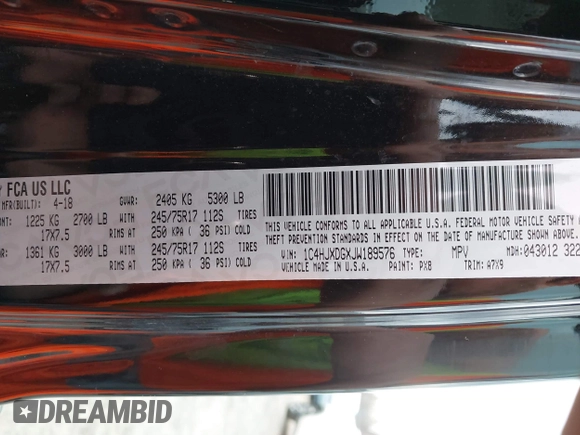 FCA US LLC
MFR(BUILT): 4-18 GVWR: 2405 KG 5300 LB
1225 KG 2700 LB WITH 245/75R17 112S TIRES
17X7.5 RIMS AT 250 KPA ( 36 PSI) COLD
1361 KG 3000 LB WITH 245/75R17 112S TIRES
17X7.5 RIMS AT 250 KPA ( 36 PSI) COLD
THIS VEHICLE CONFORMS TO ALL APPLICABLE U.S.A. FEDERAL MOTOR VEHICLE SAFETY
THEFT PREVENTION STANDARDS IN EFFECT ON THE DATE OF MANUFACTURE SHOWN
VIN: 1C4HJXDGXJW189576 TYPE: MPV MDH: 043012 322
MADE IN U.S.A. PAINT: PX8 TRIM: A7X9
DREAMBID